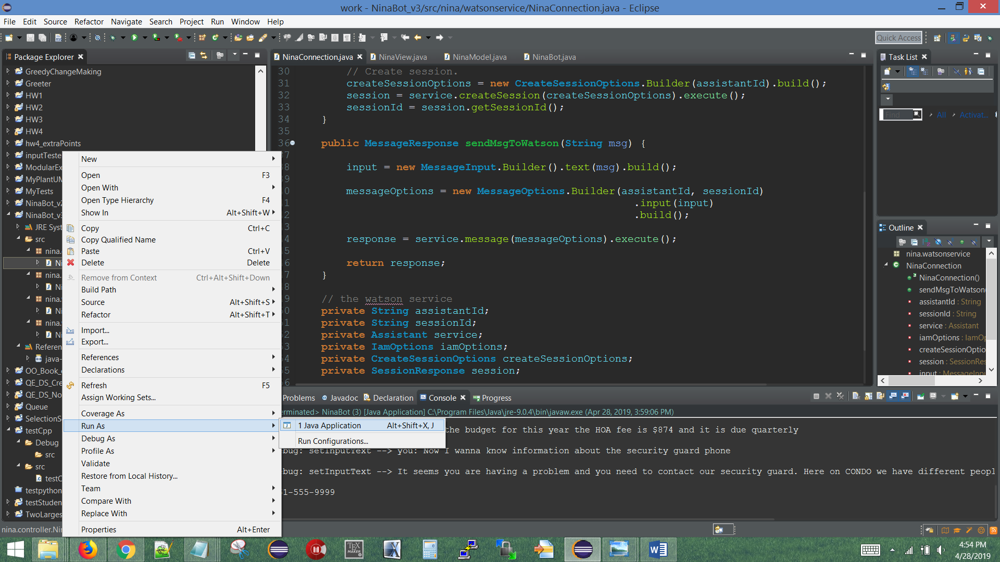 work - NinaBot_v3/src/nina/watsonservice/NinaConnection.java - Eclipse
File Edit Source Refactor Navigate Search Project Run Window Help
Quick Access
Package Explorer
GreedyChangeMaking
Greeter
HW1
HW2
HW3
HW4
hw4_extraPoints
inputTeste
ModularEx
MyPlantUM
MyTests
NinaBot_v2
NinaBot_v3
JRE Syst
src
nina.
Ni
nina.
Ni
nina.
Ni
nina.
Ni
Referen
java-
OO_Book_
QE_DS_Cre
QE_DS_No
Queue
SelectionS
testCpp
Debug
src
src
testC
testpython
testStuden
TwoLarges
nina.controller.Nin
New
Open F3
Open With
Open Type Hierarchy F4
Show In Alt+Shift+W
Copy Ctrl+C
Copy Qualified Name
Paste Ctrl+V
Delete Delete
Remove from Context Ctrl+Alt+Shift+Down
Build Path
Source Alt+Shift+S
Refactor Alt+Shift+T
Import...
Export...
References
Declarations
Refresh F5
Assign Working Sets...
Coverage As
Run As
Debug As
Profile As
Validate
Restore from Local History...
Team
Compare With
Replace With
Properties Alt+Enter
1 Java Application Alt+Shift+X, J
Run Configurations...
NinaConnection.java NinaView.java NinaModel.java NinaBot.java
30 // Create session.
31 createSessionOptions = new CreateSessionOptions.Builder(assistantId).build();
32 session = service.createSession(createSessionOptions).execute();
33 sessionId = session.getSessionId();
34 }
35
36 public MessageResponse sendMsgToWatson(String msg) {
37
8 input = new MessageInput.Builder().text(msg).build();
9
0 messageOptions = new MessageOptions.Builder(assistantId, sessionId)
1 .input(input)
2 .build();
3
4 response = service.message(messageOptions).execute();
5
6 return response;
7 }
8
9 // the watson service
0 private String assistantId;
1 private String sessionId;
2 private Assistant service;
3 private IamOptions iamOptions;
4 private CreateSessionOptions createSessionOptions;
5 private SessionResponse session;
6
Problems Javadoc Declaration Console Progress
erminated> NinaBot (3) [Java Application] C:\Program Files\Java\jre-9.0.4\bin\javaw.exe (Apr 28, 2019, 3:59:06 PM)
the budget for this year the HOA fee is $874 and it is due quarterly
bug: setInputText --> you: Now I wanna know information about the security guard phone
bug: setInputText --> It seems you are having a problem and you need to contact our security guard. Here on CONDO we have different peopl
1-555-9999
Task List
Find All Activat...
Outline
nina.watsonservice
NinaConnection
NinaConnection()
sendMsgToWatson(
assistantId : String
sessionId : String
service : Assistant
iamOptions : IamOp
createSessionOptio
session : SessionRes
input : MessageInpu
TEX
MAKER
4:54 PM
4/28/2019